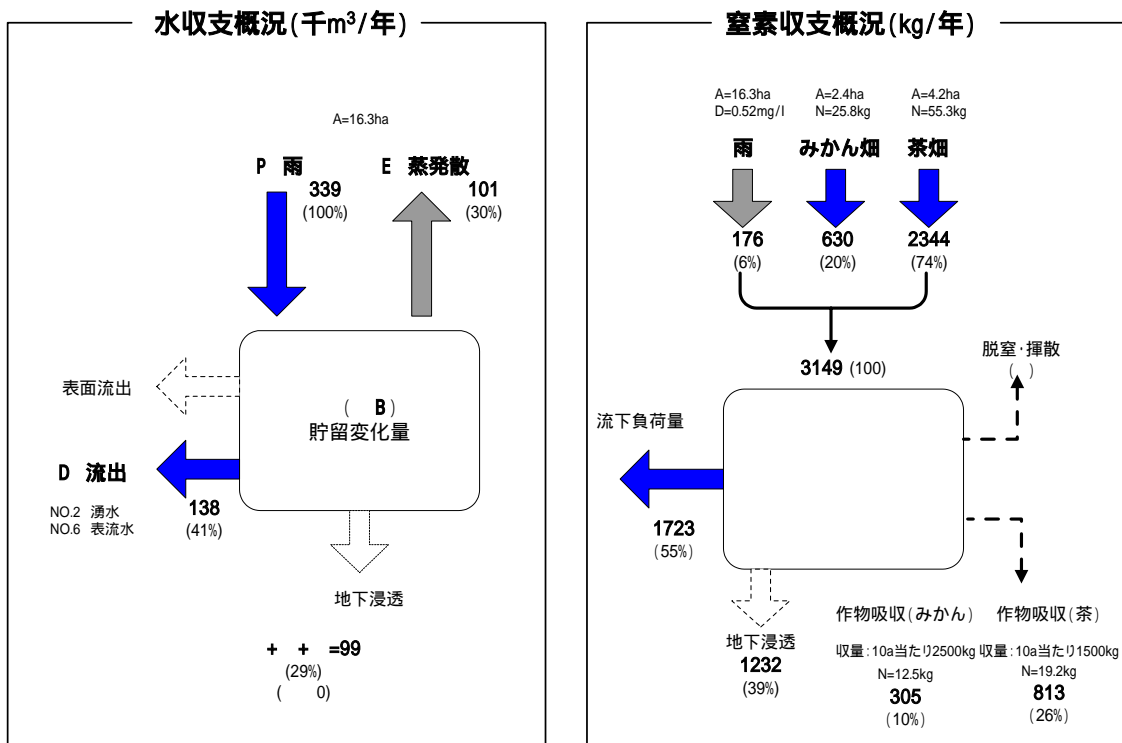 水収支概況(千m³/年)
A=16.3ha
P 雨
339
(100%)
E 蒸発散
101
(30%)
表面流出
( B)
貯留変化量
D 流出
NO.2 湧水
NO.6 表流水
138
(41%)
地下浸透
+ + =99
(29%)
( 0)
窒素収支概況(kg/年)
A=16.3ha
D=0.52mg/l
A=2.4ha
N=25.8kg
A=4.2ha
N=55.3kg
雨
みかん畑
茶畑
176
(6%)
630
(20%)
2344
(74%)
3149 (100)
脱窒・揮散
( )
流下負荷量
1723
(55%)
地下浸透
1232
(39%)
作物吸収(みかん)
収量:10a当たり2500kg
N=12.5kg
305
(10%)
作物吸収(茶)
収量:10a当たり1500kg
N=19.2kg
813
(26%)